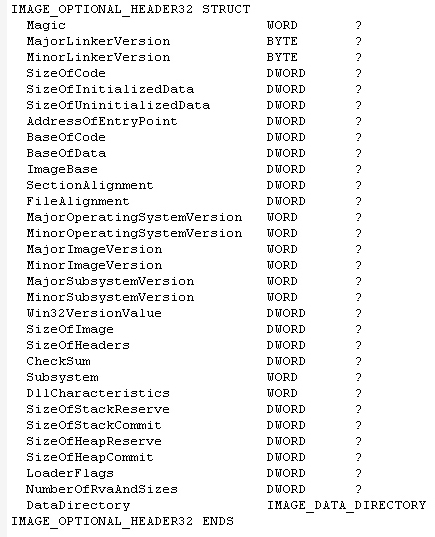 IMAGE_OPTIONAL_HEADER32 STRUCT
Magic WORD ?
MajorLinkerVersion BYTE ?
MinorLinkerVersion BYTE ?
SizeOfCode DWORD ?
SizeOfInitializedData DWORD ?
SizeOfUninitializedData DWORD ?
AddressOfEntryPoint DWORD ?
BaseOfCode DWORD ?
BaseOfData DWORD ?
ImageBase DWORD ?
SectionAlignment DWORD ?
FileAlignment DWORD ?
MajorOperatingSystemVersion WORD ?
MinorOperatingSystemVersion WORD ?
MajorImageVersion WORD ?
MinorImageVersion WORD ?
MajorSubsystemVersion WORD ?
MinorSubsystemVersion WORD ?
Win32VersionValue DWORD ?
SizeOfImage DWORD ?
SizeOfHeaders DWORD ?
CheckSum DWORD ?
Subsystem WORD ?
DllCharacteristics WORD ?
SizeOfStackReserve DWORD ?
SizeOfStackCommit DWORD ?
SizeOfHeapReserve DWORD ?
SizeOfHeapCommit DWORD ?
LoaderFlags DWORD ?
NumberOfRvaAndSizes DWORD ?
DataDirectory IMAGE_DATA_DIRECTORY
IMAGE_OPTIONAL_HEADER32 ENDS